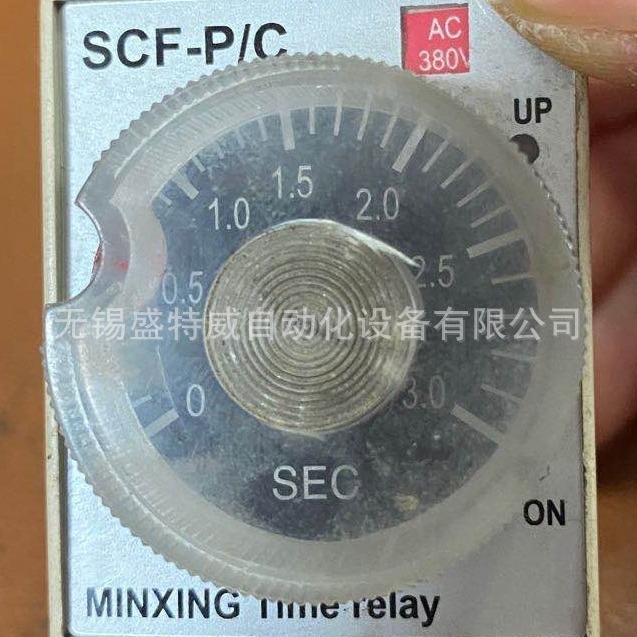 SCF-P/C
AC
380V
UP
1.5
1.0
2.0
0.5
2.5
无锡盛特威自动化设备有限公司
0
3.0
SEC
ON
MINXING Time relay